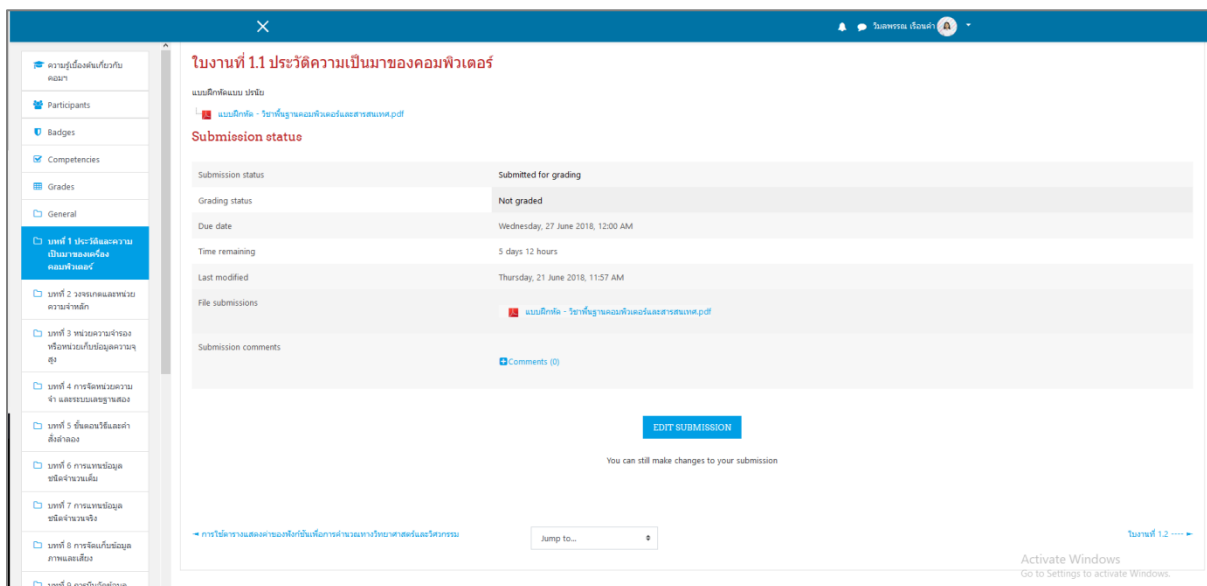 วิมลพรรณ เรือนคำ
ความรู้เบื้องต้นเกี่ยวกับ
คอมฯ
Participants
Badges
Competencies
Grades
General
บทที่ 1 ประวัติและความ
เป็นมาของเครื่อง
คอมพิวเตอร์
บทที่ 2 วงจรเกตและหน่วย
ความจำหลัก
บทที่ 3 หน่วยความจำรอง
หรือหน่วยเก็บข้อมูลความจุ
สูง
บทที่ 4 การจัดหน่วยความ
จำ และระบบเลขฐานสอง
บทที่ 5 ขั้นตอนวิธีและคำ
สั่งจำลอง
บทที่ 6 การแทนข้อมูล
ชนิดจำนวนเต็ม
บทที่ 7 การแทนข้อมูล
ชนิดจำนวนจริง
บทที่ 8 การจัดเก็บข้อมูล
ภาพและเสียง
ใบงานที่ 1.1 ประวัติความเป็นมาของคอมพิวเตอร์
แบบฝึกหัดแบบ ปรนัย
แบบฝึกหัด - วิชาพื้นฐานคอมพิวเตอร์และสารสนเทศ.pdf
Submission status
Submission status Submitted for grading
Grading status Not graded
Due date Wednesday, 27 June 2018, 12:00 AM
Time remaining 5 days 12 hours
Last modified Thursday, 21 June 2018, 11:57 AM
File submissions แบบฝึกหัด - วิชาพื้นฐานคอมพิวเตอร์และสารสนเทศ.pdf
Submission comments Comments (0)
EDIT SUBMISSION
You can still make changes to your submission
◄ การใช้ตารางแสดงค่าของฟังก์ชันเพื่อการคำนวณทางวิทยาศาสตร์และวิศวกรรม
Jump to...
ใบงานที่ 1.2 ---- ►
Activate Windows
Go to Settings to activate Windows.